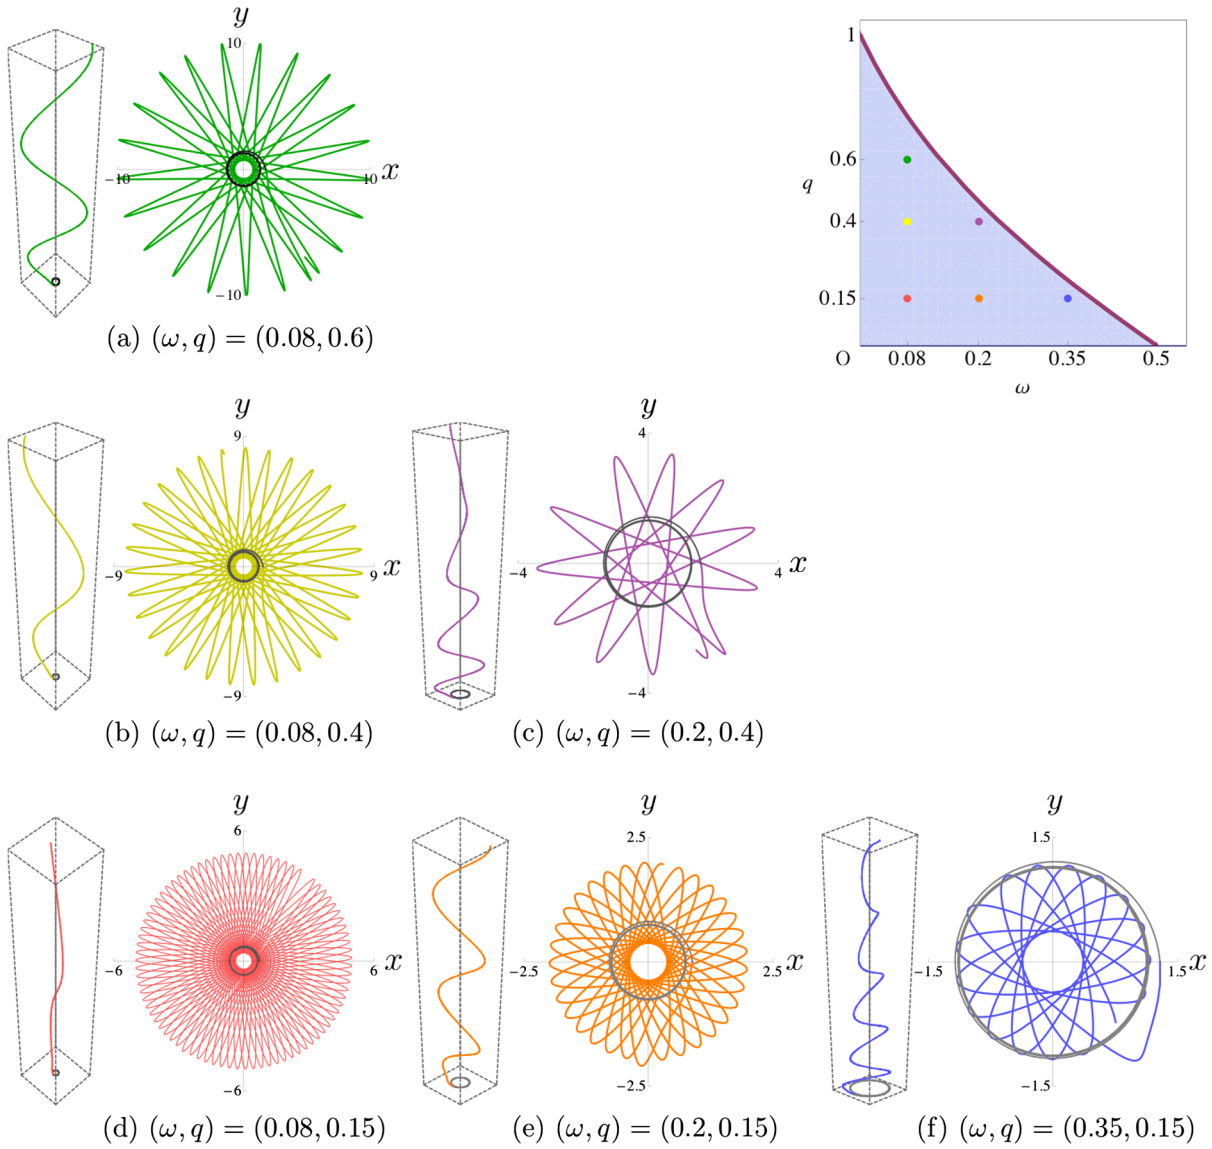 y
10
−10
10
x
−10
(a) (ω, q) = (0.08, 0.6)
1
0.6
q
0.4
0.15
O
0.08
0.2
0.35
0.5
ω
y
9
−9
9
x
−9
(b) (ω, q) = (0.08, 0.4)
y
4
−4
4
x
−4
(c) (ω, q) = (0.2, 0.4)
y
6
−6
6
x
−6
(d) (ω, q) = (0.08, 0.15)
y
2.5
−2.5
2.5
x
−2.5
(e) (ω, q) = (0.2, 0.15)
y
1.5
−1.5
1.5
x
−1.5
(f) (ω, q) = (0.35, 0.15)